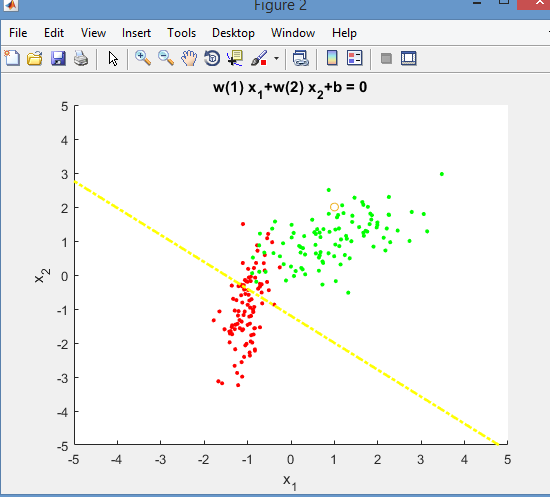 Figure 2
File Edit View Insert Tools Desktop Window Help
w(1) x1+w(2) x2+b = 0
5
4
3
2
1
0
-1
-2
-3
-4
-5
x2
-5 -4 -3 -2 -1 0 1 2 3 4 5
x1